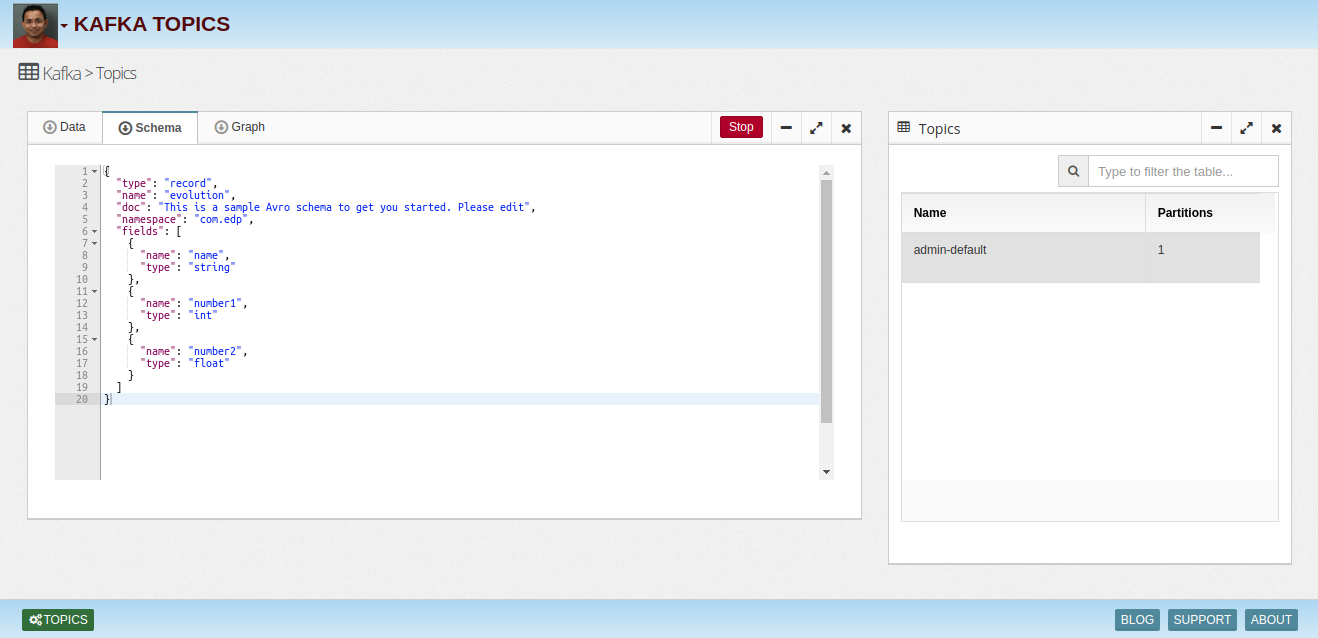 KAFKA TOPICS
Kafka > Topics
Data Schema Graph Stop
1 {
2 "type": "record",
3 "name": "evolution",
4 "doc": "This is a sample Avro schema to get you started. Please edit",
5 "namespace": "com.edp",
6 "fields": [
7 {
8 "name": "name",
9 "type": "string"
10 },
11 {
12 "name": "number1",
13 "type": "int"
14 },
15 {
16 "name": "number2",
17 "type": "float"
18 }
19 ]
20 }
Topics
Type to filter the table...
Name Partitions
admin-default 1
TOPICS
BLOG SUPPORT ABOUT